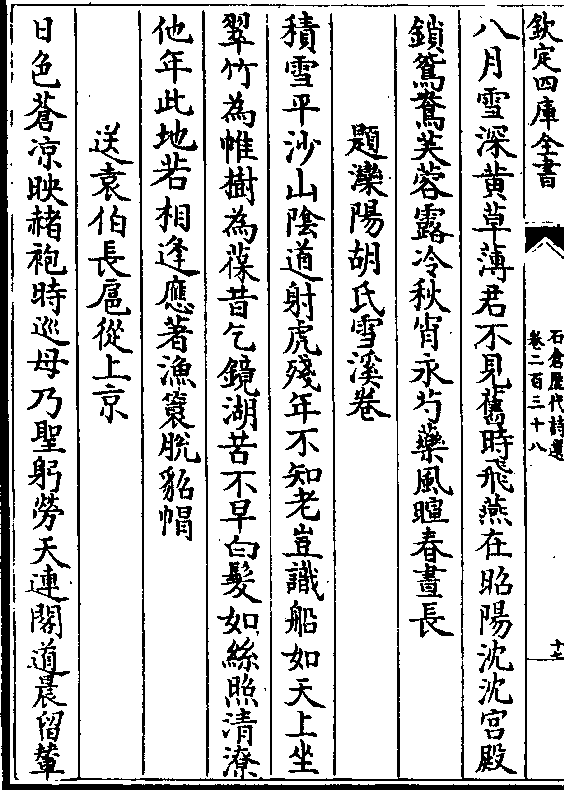 欽定四庫全書
石倉歷代詩選
卷二百三十八
十七
八月雪深黄草薄君不見舊時飛燕在昭陽沈沈宮殿
鎖鴛鴦芙蓉露冷秋宵永芍藥風暄春晝長
題灤陽胡氏雪溪卷
積雪平沙山陰道射虎殘年不知老豈識船如天上坐
翠竹為帷樹為葆昔乞鏡湖苦不早白髪如絲照清潦
他年此地若相逢應著漁簑脫貂帽
送袁伯長扈從上京
日色蒼凉映赭袍時巡毋乃聖躬勞天連閣道晨留輦